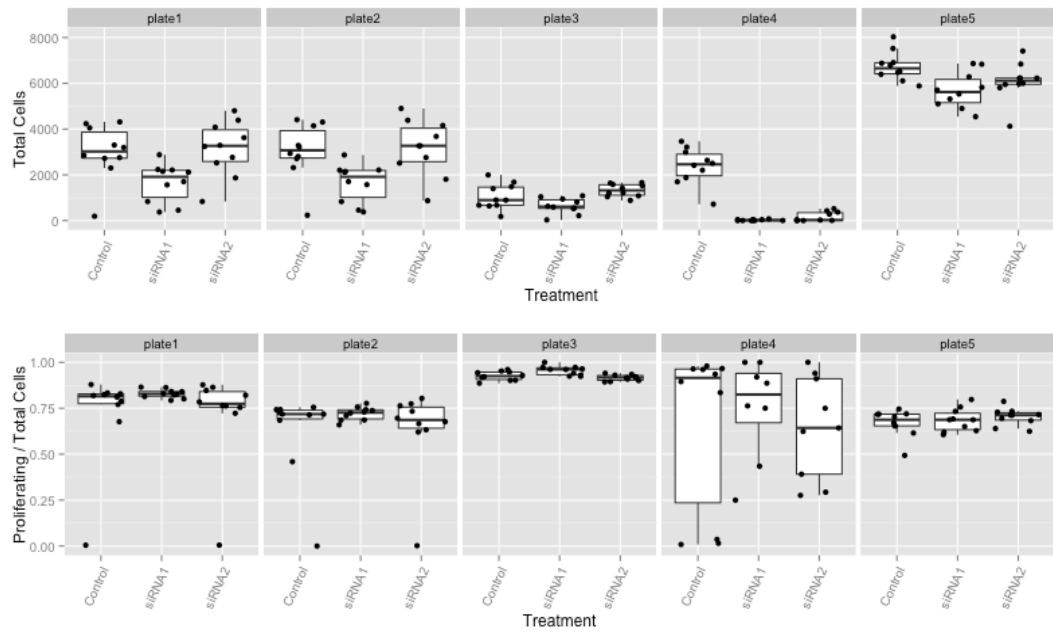 plate1 plate2 plate3 plate4 plate5
Total Cells
8000
6000
4000
2000
0
Control siRNA1 siRNA2 Control siRNA1 siRNA2 Control siRNA1 siRNA2 Control siRNA1 siRNA2 Control siRNA1 siRNA2
Treatment
plate1 plate2 plate3 plate4 plate5
Proliferating / Total Cells
1.00
0.75
0.50
0.25
0.00
Control siRNA1 siRNA2 Control siRNA1 siRNA2 Control siRNA1 siRNA2 Control siRNA1 siRNA2 Control siRNA1 siRNA2
Treatment